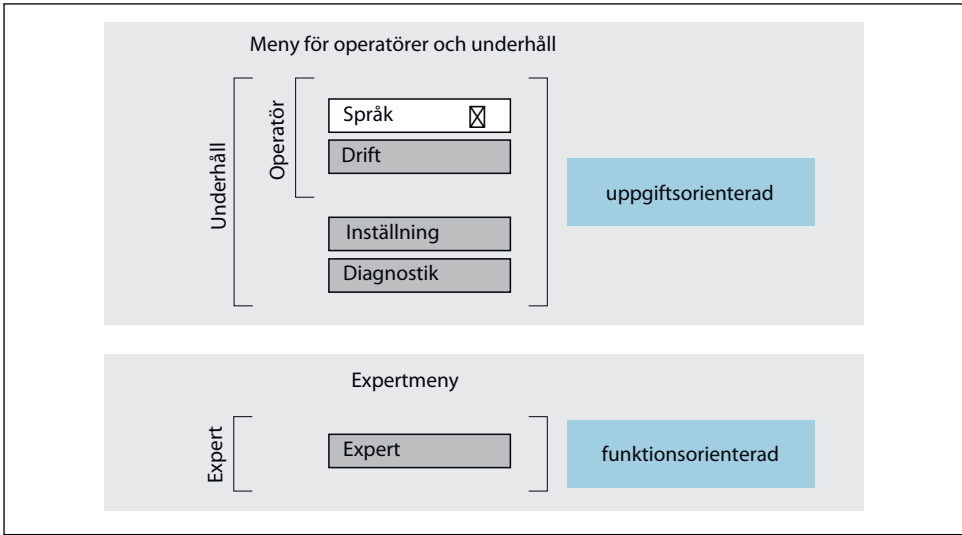 Meny för operatörer och underhåll
Underhåll
Operatör
Språk
Drift
Inställning
Diagnostik
uppgiftsorienterad
Expertmeny
Expert
Expert
funktionsorienterad